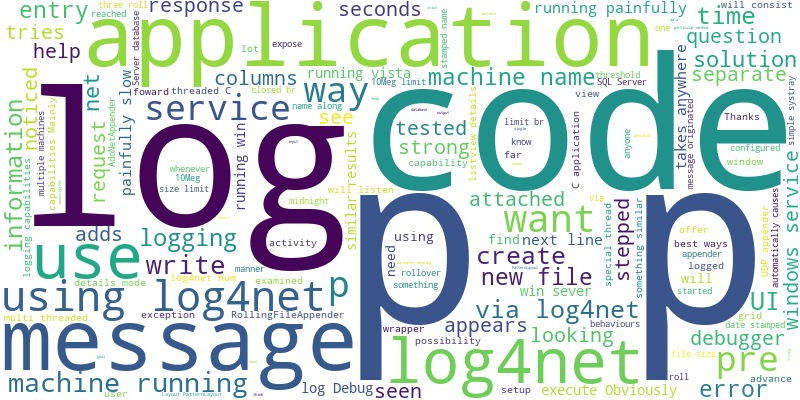 three roll
entry
reached
response
application
seconds
running painfully
will consist
stamped name
expose
lot
one
time
tries
Server database
help
question
noticed
net
columns
way
running vista
machine name
threshold
solution
10Meg limit
SQL Server
foward
threaded C
closed br
takes anywhere
separate
name along
view
log
code
information
multiple machines
capabilities Mainly
logging capabilities
request
AdoNetAppender
painfully slow
service
running win
see
similar results
tested
strong
capability
listview details
limit br
know
far
C application
anyone
Thanks
configured
window
message originated
simple systray
whenever
10Meg
size limit
midnight
will listen
attached
want
stepped
pp
automatically causes
Windows service
use
adds
logging
activity
write
using
need
find
next line
create
special thread
something similar
via
offer
UDP appender
best ways
appender
logged
will
started
details mode
log4net hum
examined
manner
p
rollover
something
new file
win sever
using log4net
multi threaded
exception
RollingFileAppender
wrapper
via log4net
behaviours
UI
grid
date stamped
message
possibility
appears
looking
debugger
log4net
pre
file size
roll
advance
machine running
user
Layout PatternLayout
log Debug
seen
setup
execute Obviously
error